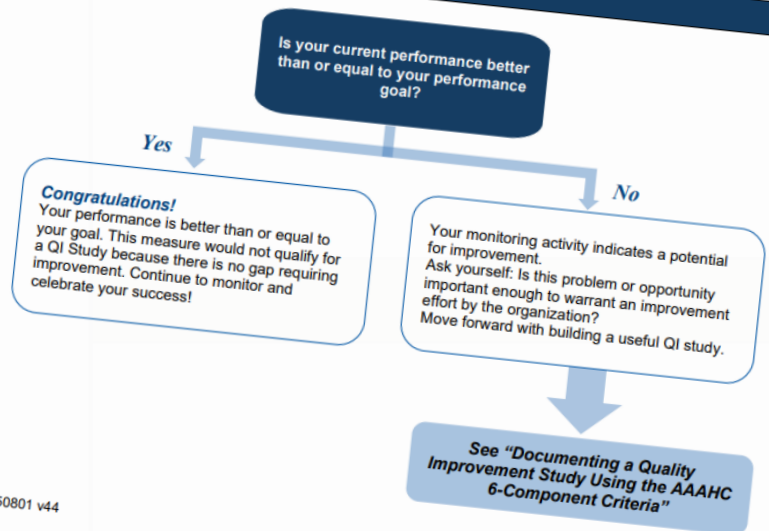 Is your current performance better
than or equal to your performance
goal?
Yes
No
Congratulations!
Your performance is better than or equal to
your goal. This measure would not qualify for
a QI Study because there is no gap requiring
improvement. Continue to monitor and
celebrate your success!
Your monitoring activity indicates a potential
for improvement.
Ask yourself: Is this problem or opportunity
important enough to warrant an improvement
effort by the organization?
Move forward with building a useful QI study.
See “Documenting a Quality
Improvement Study Using the AAAHC
6-Component Criteria”
50801 v44